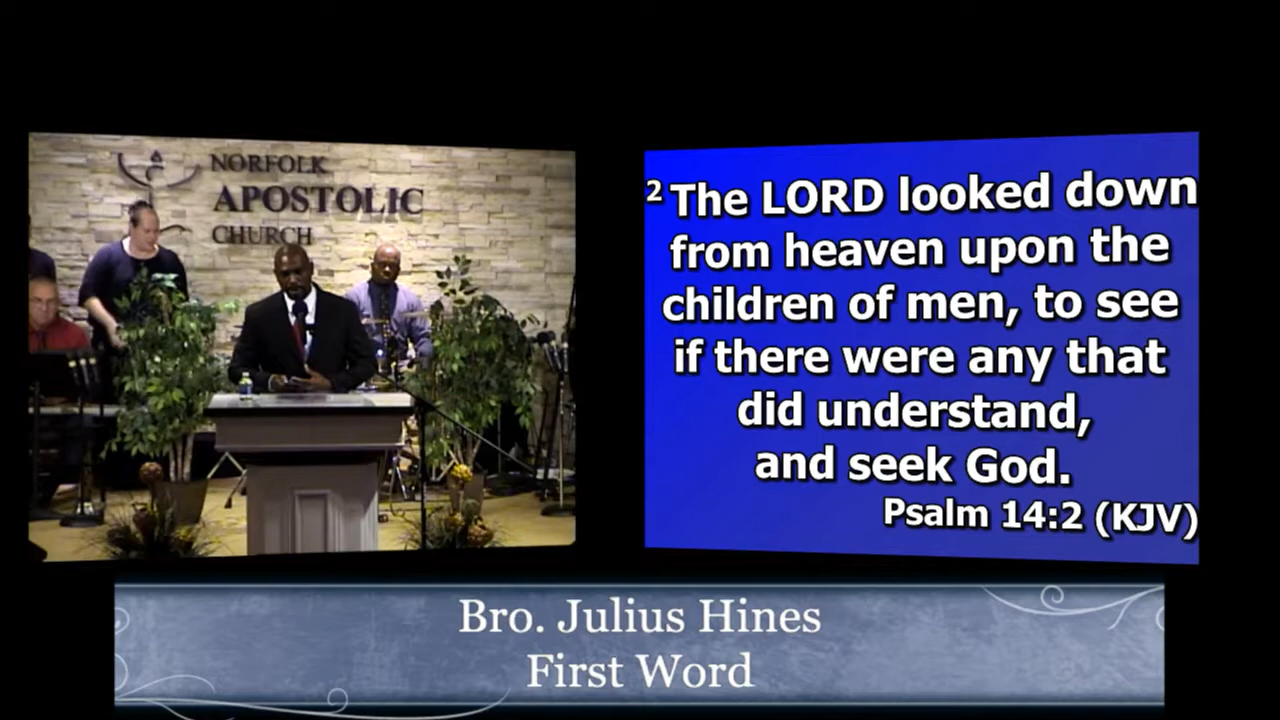 NORFOLK
APOSTOLIC
CHURCH
2 The LORD looked down
from heaven upon the
children of men, to see
if there were any that
did understand,
and seek God.
Psalm 14:2 (KJV)
Bro. Julius Hines
First Word